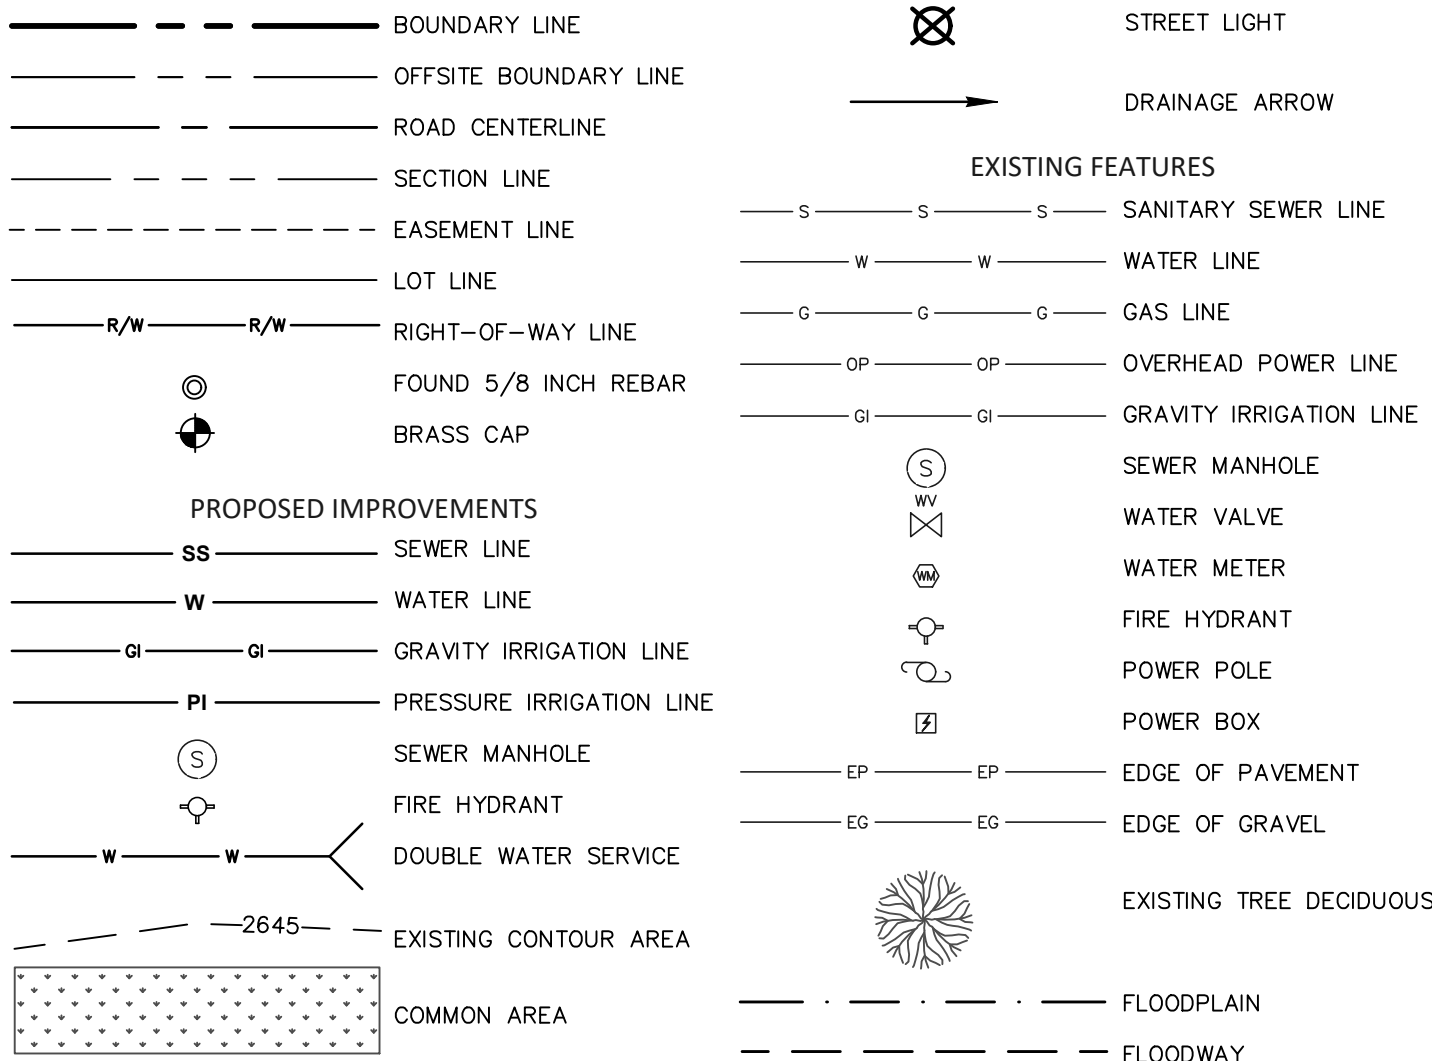 BOUNDARY LINE
OFFSITE BOUNDARY LINE
ROAD CENTERLINE
SECTION LINE
EASEMENT LINE
LOT LINE
R/W R/W RIGHT-OF-WAY LINE
FOUND 5/8 INCH REBAR
BRASS CAP
PROPOSED IMPROVEMENTS
SS SEWER LINE
W WATER LINE
GI GI GRAVITY IRRIGATION LINE
PI PRESSURE IRRIGATION LINE
S SEWER MANHOLE
FIRE HYDRANT
W W DOUBLE WATER SERVICE
2645 EXISTING CONTOUR AREA
COMMON AREA
STREET LIGHT
DRAINAGE ARROW
EXISTING FEATURES
S S S SANITARY SEWER LINE
W W WATER LINE
G G G GAS LINE
OP OP OVERHEAD POWER LINE
GI GI GRAVITY IRRIGATION LINE
S SEWER MANHOLE
WV
WATER VALVE
WM WATER METER
FIRE HYDRANT
POWER POLE
POWER BOX
EP EP EDGE OF PAVEMENT
EG EG EDGE OF GRAVEL
EXISTING TREE DECIDUOUS
FLOODPLAIN
FLOODWAY